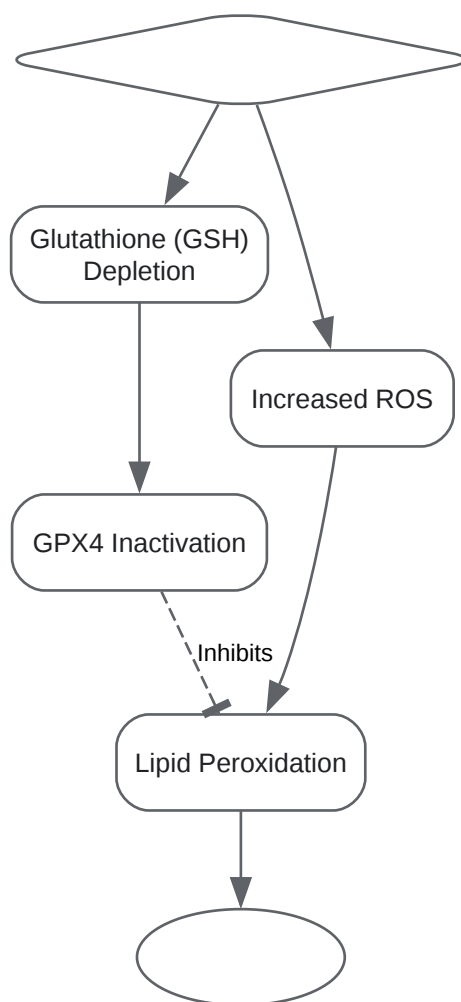 Glutathione (GSH)
Depletion
Increased ROS
GPX4 Inactivation
Inhibits
Lipid Peroxidation